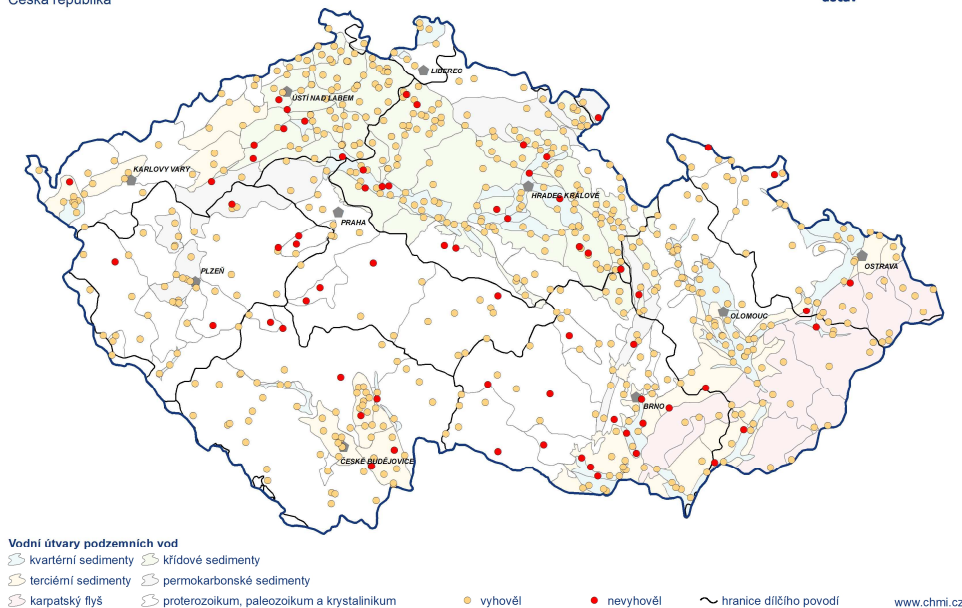 Česká republika
ústav
LIBEREC
ÚSTÍ NAD LABEM
KARLOVY VARY
HRADEC KRÁLOVÉ
PRAHA
PLZEŇ
OSTRAVA
OLOMOUC
BRNO
ČESKÉ BUDĚJOVICE
Vodní útvary podzemních vod
kvartérní sedimenty křídové sedimenty
terciérní sedimenty permokarbonské sedimenty
karpatský flyš proterozoikum, paleozoikum a krystalinikum vyhověl nevyhověl hranice dílčího povodí www.chmi.cz